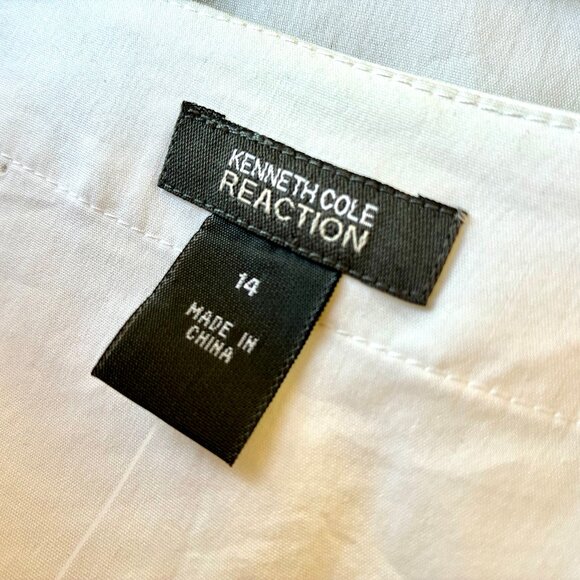 KENNETH COLE
REACTION
14
MADE IN
CHINA